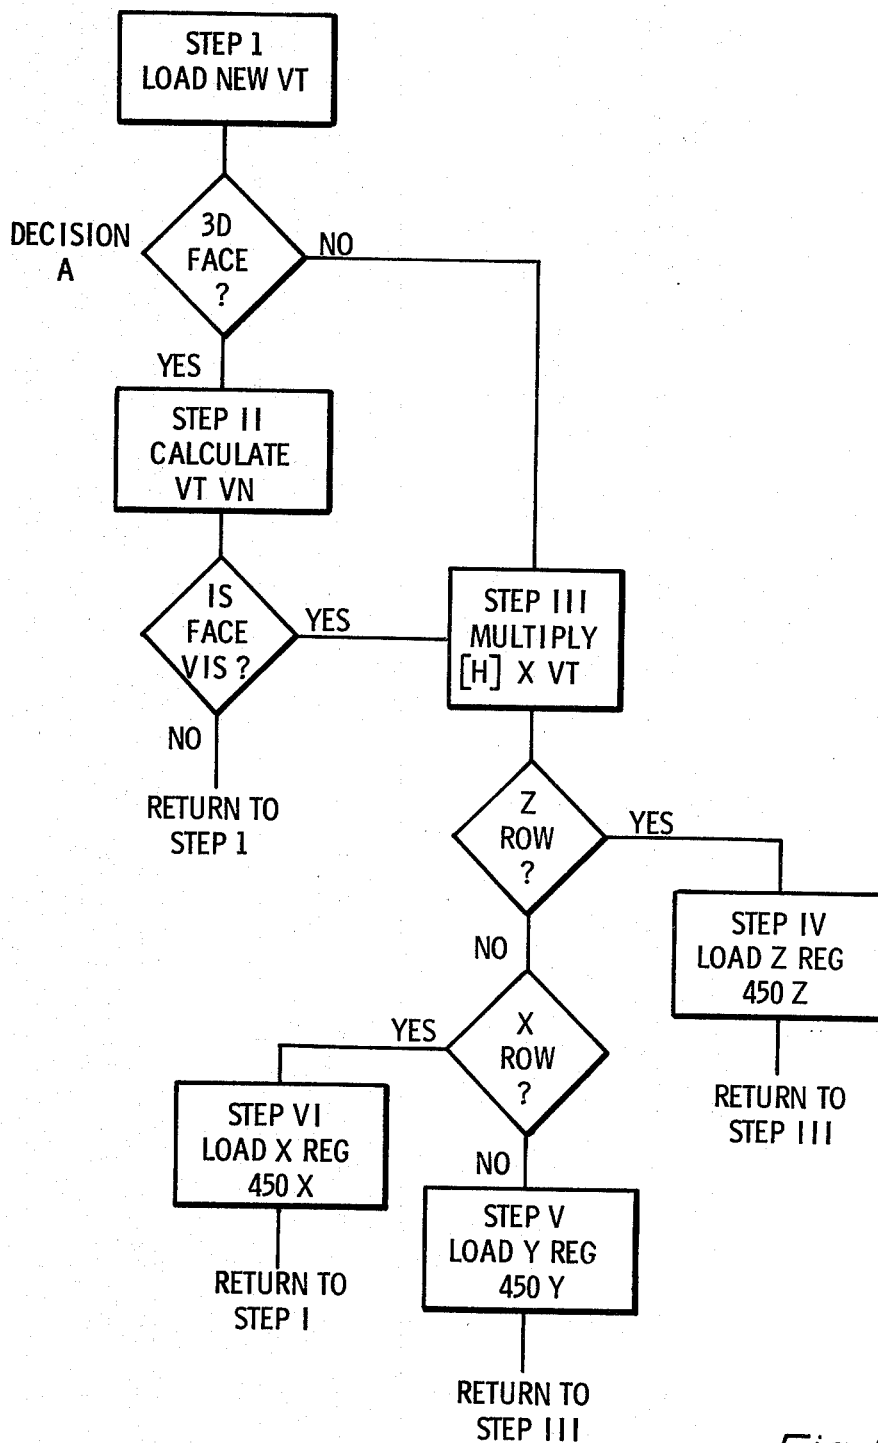 STEP 1
LOAD NEW VT
DECISION
A
3D
FACE
?
NO
YES
STEP II
CALCULATE
VT VN
IS
FACE
VIS ?
YES
NO
RETURN TO
STEP 1
STEP III
MULTIPLY
[H] X VT
Z
ROW
?
YES
NO
STEP IV
LOAD Z REG
450 Z
RETURN TO
STEP III
X
ROW
?
YES
NO
STEP VI
LOAD X REG
450 X
RETURN TO
STEP I
STEP V
LOAD Y REG
450 Y
RETURN TO
STEP III